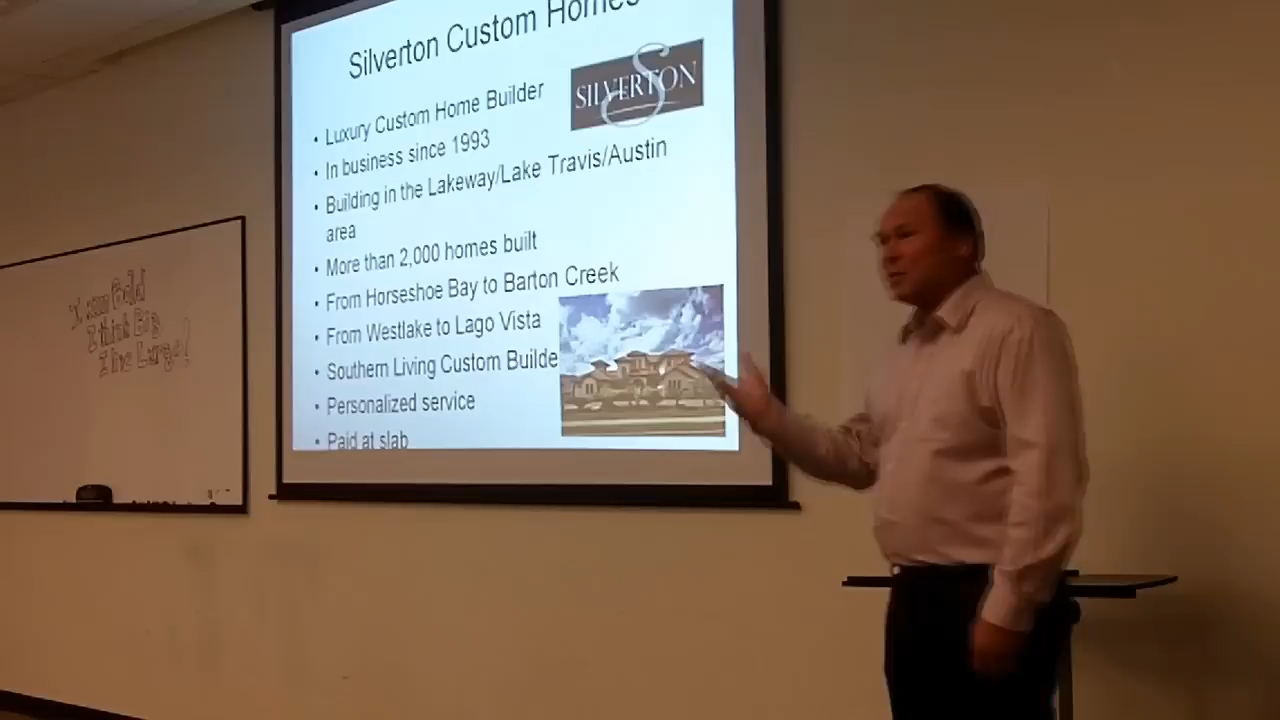 Silverton Custom Homes
SILVERTON
S
• Luxury Custom Home Builder
• In business since 1993
• Building in the Lakeway/Lake Travis/Austin
area
• More than 2,000 homes built
• From Horseshoe Bay to Barton Creek
• From Westlake to Lago Vista
• Southern Living Custom Builde
• Personalized service
• Paid at slab
I think Big